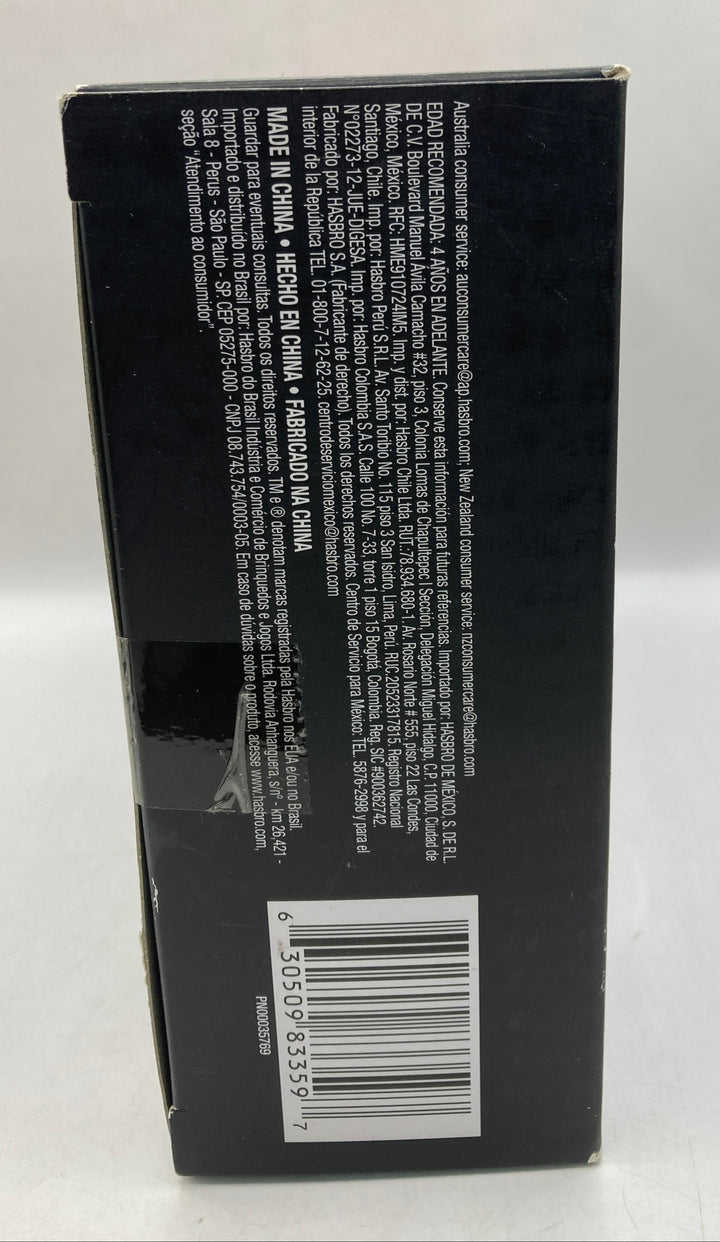 Australia consumer service: auconsumercare@ap.hasbro.com; New Zealand consumer service: nzconsumercare@hasbro.com
EDAD RECOMENDADA: 4 AÑOS EN ADELANTE. Conserve esta información para futuras referencias. Importado por: HASBRO DE MÉXICO, S. DE R.L.
DE C.V. Boulevard Manuel Ávila Camacho #32, piso 3, Colonia Lomas de Chapultepec I Sección, Delegación Miguel Hidalgo, C.P. 11000, Ciudad de
México, México. RFC: HME910724IM5. Imp. y dist. por: Hasbro Chile Ltda. RUT:78.934.680-1. Av. Rosario Norte # 555, piso 22 Las Condes,
Santiago, Chile. Imp. por: Hasbro Perú S.R.L. Av. Santo Toribio No. 115 piso 3 San Isidro, Lima, Perú. RUC:20523317815. Registro Nacional
N°02273-12-JUE-DIGESA. Imp. por: Hasbro Colombia S.A.S. Calle 100 No. 7-33, torre 1 piso 15 Bogotá, Colombia. Reg. SIC #900362742.
Fabricado por: HASBRO S.A. (Fabricante de derecho). Todos los derechos reservados. Centro de Servicio para México: TEL. 5876-2998 y para el
interior de la República TEL. 01-800-7-12-62-25. centrodeserviciomexico@hasbro.com
MADE IN CHINA • HECHO EN CHINA • FABRICADO NA CHINA
Guardar para eventuais consultas. Todos os direitos reservados. TM e ® denotam marcas registradas pela Hasbro nos EUA e/ou no Brasil.
Importado e distribuído no Brasil por: Hasbro do Brasil Indústria e Comércio de Brinquedos e Jogos Ltda. Rodovia Anhanguera, s/nº - km 26,421 -
Sala 8 - Perus - São Paulo - SP. CEP 05275-000 - CNPJ 08.743.754/0003-05. Em caso de dúvidas sobre o produto, acesse www.hasbro.com,
seção "Atendimento ao consumidor".
6 30509 83359 7
PN00035769